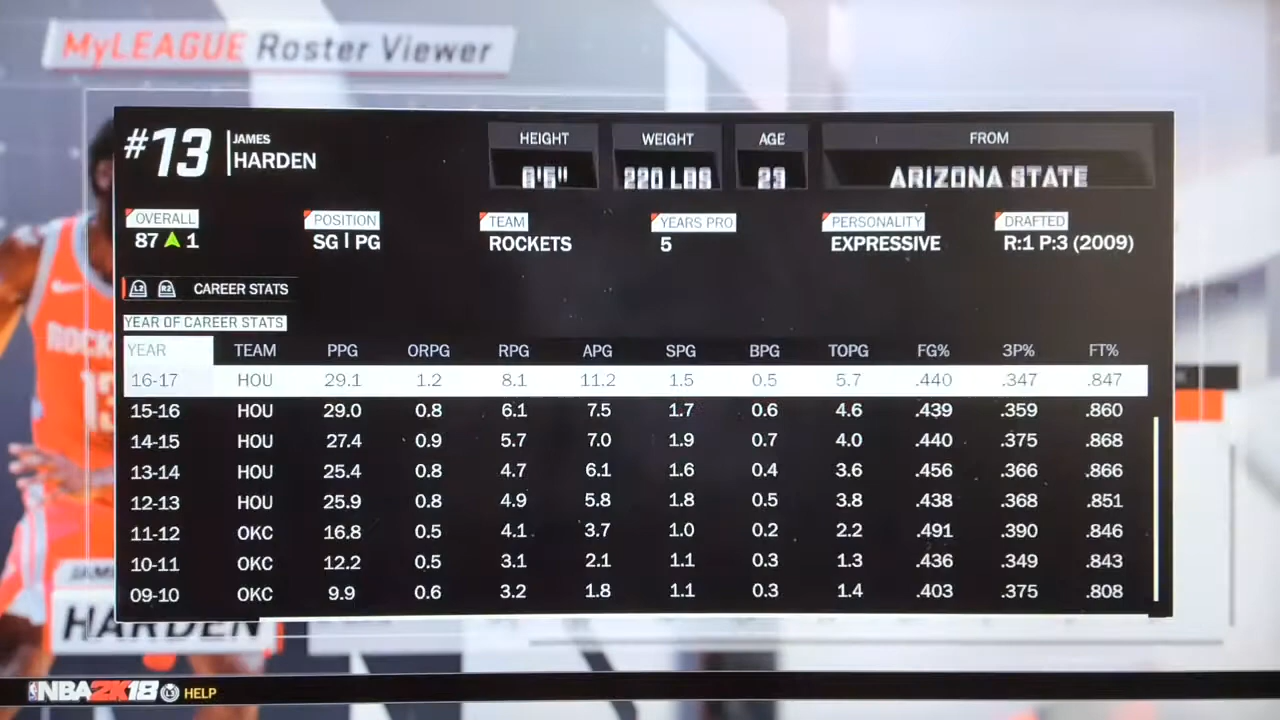 MyLEAGUE Roster Viewer
#13 JAMES HARDEN
HEIGHT WEIGHT AGE FROM
6'6" 220 LBS 23 ARIZONA STATE
OVERALL POSITION TEAM YEARS PRO PERSONALITY DRAFTED
87 1 SG | PG ROCKETS 5 EXPRESSIVE R:1 P:3 (2009)
L2 R2 CAREER STATS
YEAR OF CAREER STATS
YEAR TEAM PPG ORPG RPG APG SPG BPG TOPG FG% 3P% FT%
16-17 HOU 29.1 1.2 8.1 11.2 1.5 0.5 5.7 .440 .347 .847
15-16 HOU 29.0 0.8 6.1 7.5 1.7 0.6 4.6 .439 .359 .860
14-15 HOU 27.4 0.9 5.7 7.0 1.9 0.7 4.0 .440 .375 .868
13-14 HOU 25.4 0.8 4.7 6.1 1.6 0.4 3.6 .456 .366 .866
12-13 HOU 25.9 0.8 4.9 5.8 1.8 0.5 3.8 .438 .368 .851
11-12 OKC 16.8 0.5 4.1 3.7 1.0 0.2 2.2 .491 .390 .846
10-11 OKC 12.2 0.5 3.1 2.1 1.1 0.3 1.3 .436 .349 .843
09-10 OKC 9.9 0.6 3.2 1.8 1.1 0.3 1.4 .403 .375 .808
HARDEN
NBA 2K18 HELP